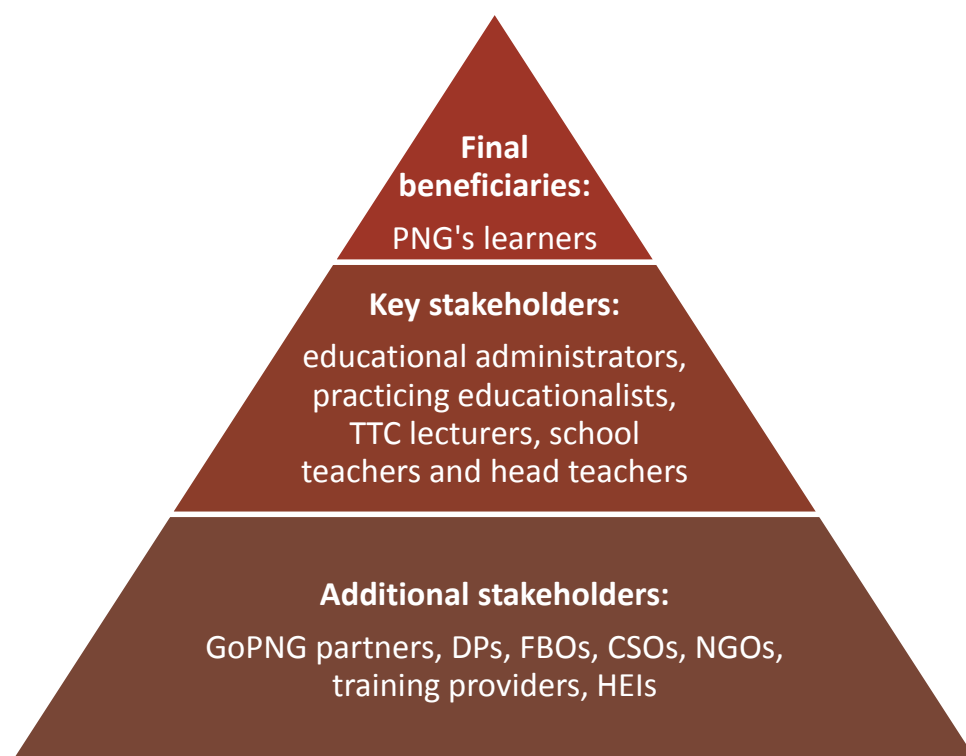 Final
beneficiaries:
PNG's learners
Key stakeholders:
educational administrators,
practicing educationalists,
TTC lecturers, school
teachers and head teachers
Additional stakeholders:
GoPNG partners, DPs, FBOs, CSOs, NGOs,
training providers, HEIs